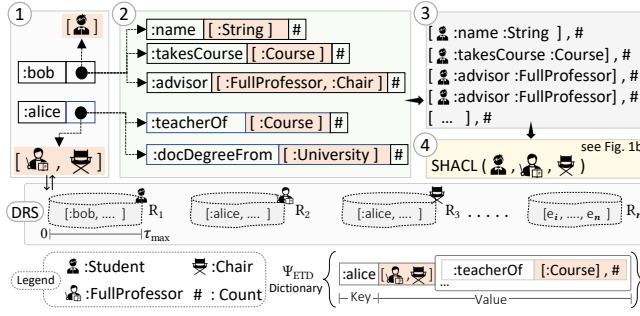 1
2
3
[ ]
:bob
:alice
[ , ]
:name [ :String ] #
:takesCourse [ :Course ] #
:advisor [ :FullProfessor, :Chair ] #
:teacherOf [ :Course ] #
:docDegreeFrom [ :University ] #
[ :name :String ] , #
[ :takesCourse :Course] , #
[ :advisor :FullProfessor] , #
[ :advisor :FullProfessor] , #
[ ... ] , #
4
see Fig. 1b
SHACL ( , , )
DRS
[:bob, .... ] R1
[:alice, .... ] R2
[:alice, .... ] R3
. . . . .
[ei, ...., en] Rn
0 τmax
Legend
:Student
:Chair
:FullProfessor
# : Count
ΨETD
Dictionary
:alice [ , ] :teacherOf [:Course] , #
...
Key
Value